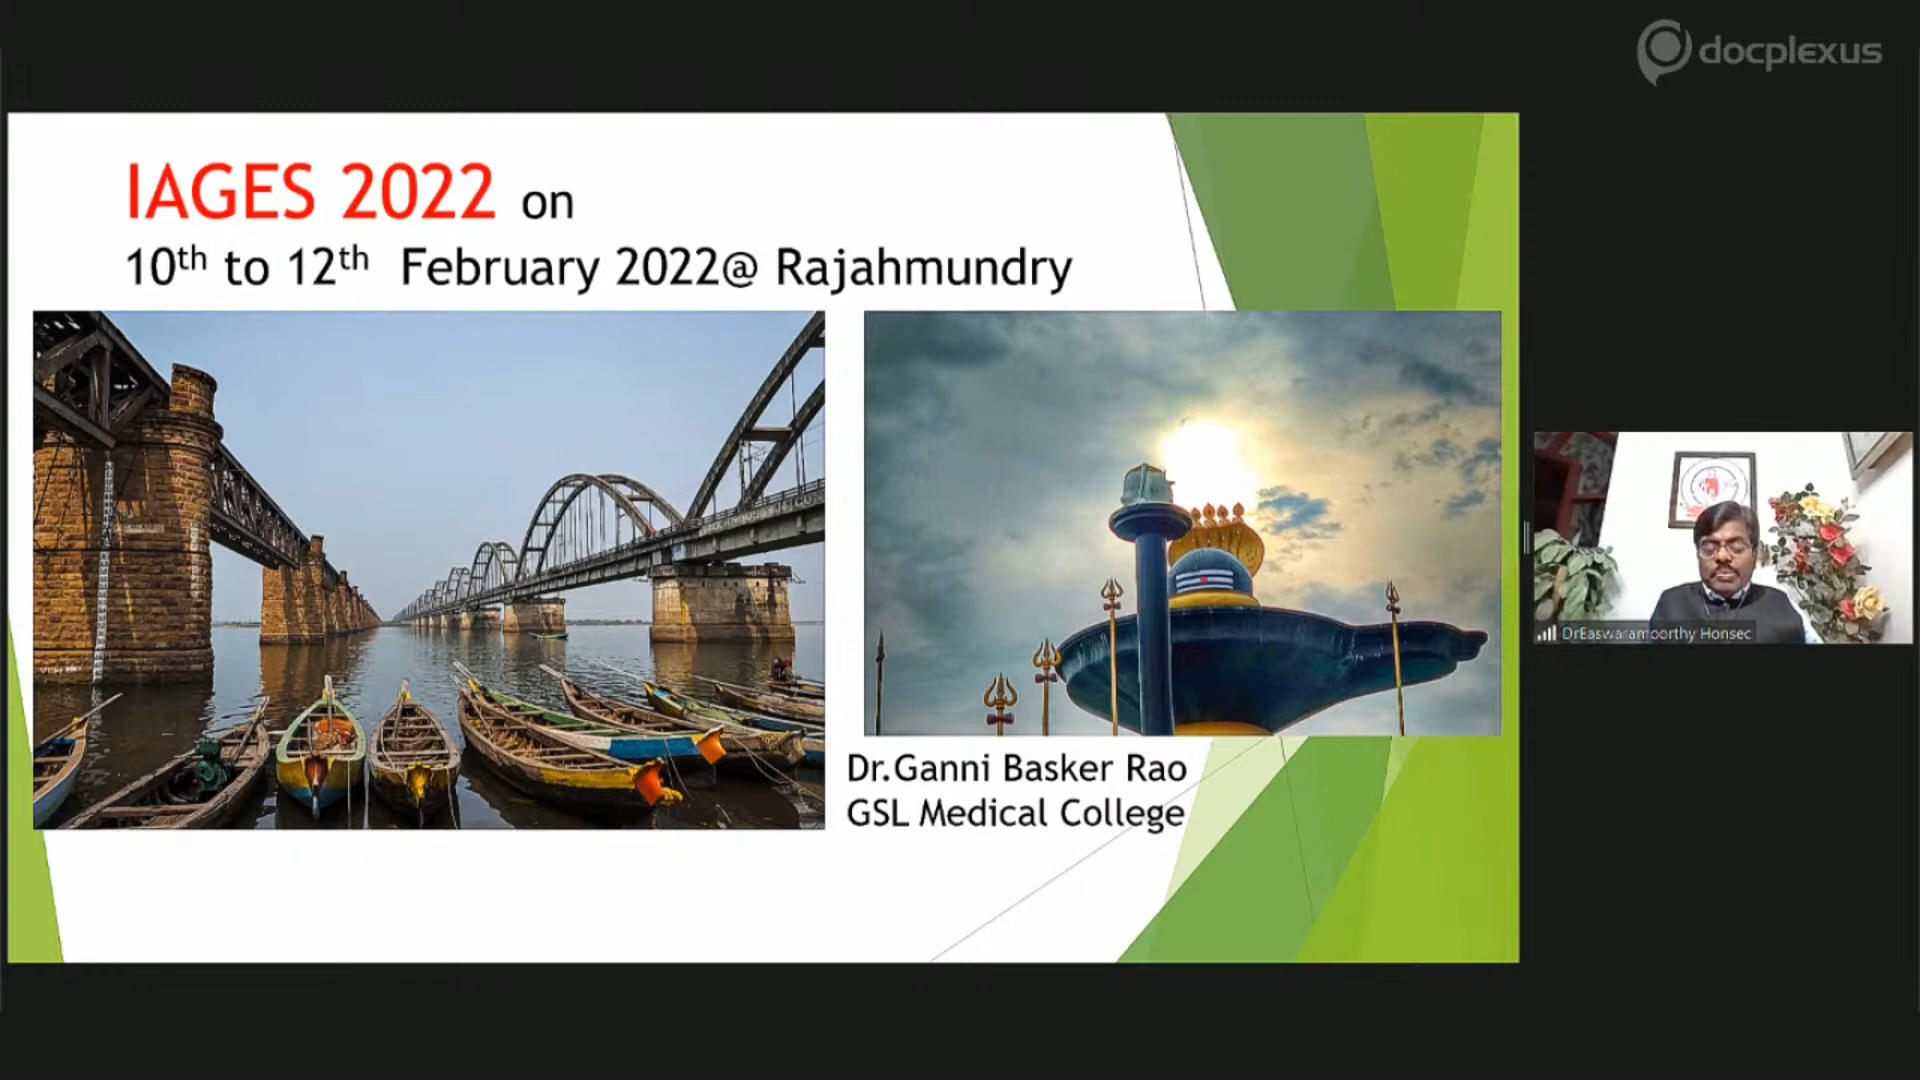 docplexus
IAGES 2022 on
10th to 12th February 2022@ Rajahmundry
Dr.Ganni Basker Rao
GSL Medical College
DrEaswaramoorthy Honsec